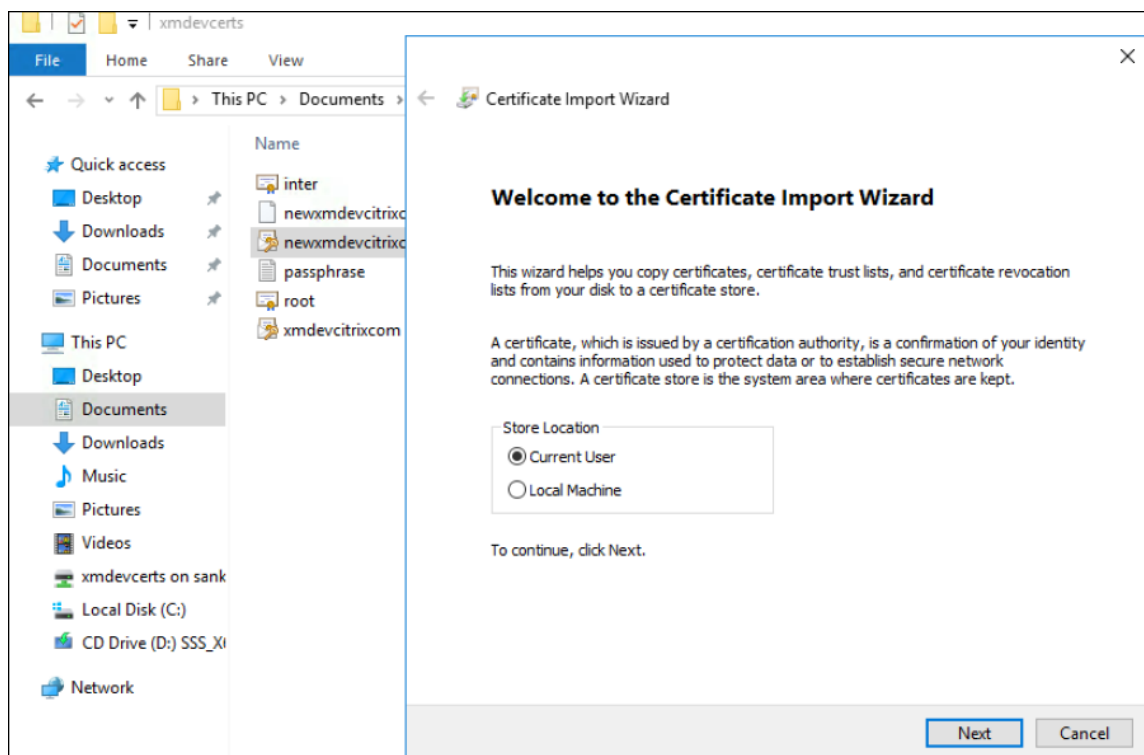 xmdevcerts
File Home Share View
This PC > Documents >
Certificate Import Wizard
Name
Quick access
Desktop
Downloads
Documents
Pictures
This PC
Desktop
Documents
Downloads
Music
Pictures
Videos
xmdevcerts on sank
Local Disk (C:)
CD Drive (D:) SSS_X
Network
inter
newxmdevcitrixc
newxmdevcitrixc
passphrase
root
xmdevcitrixcom
Welcome to the Certificate Import Wizard
This wizard helps you copy certificates, certificate trust lists, and certificate revocation
lists from your disk to a certificate store.
A certificate, which is issued by a certification authority, is a confirmation of your identity
and contains information used to protect data or to establish secure network
connections. A certificate store is the system area where certificates are kept.
Store Location
Current User
Local Machine
To continue, click Next.
Next Cancel